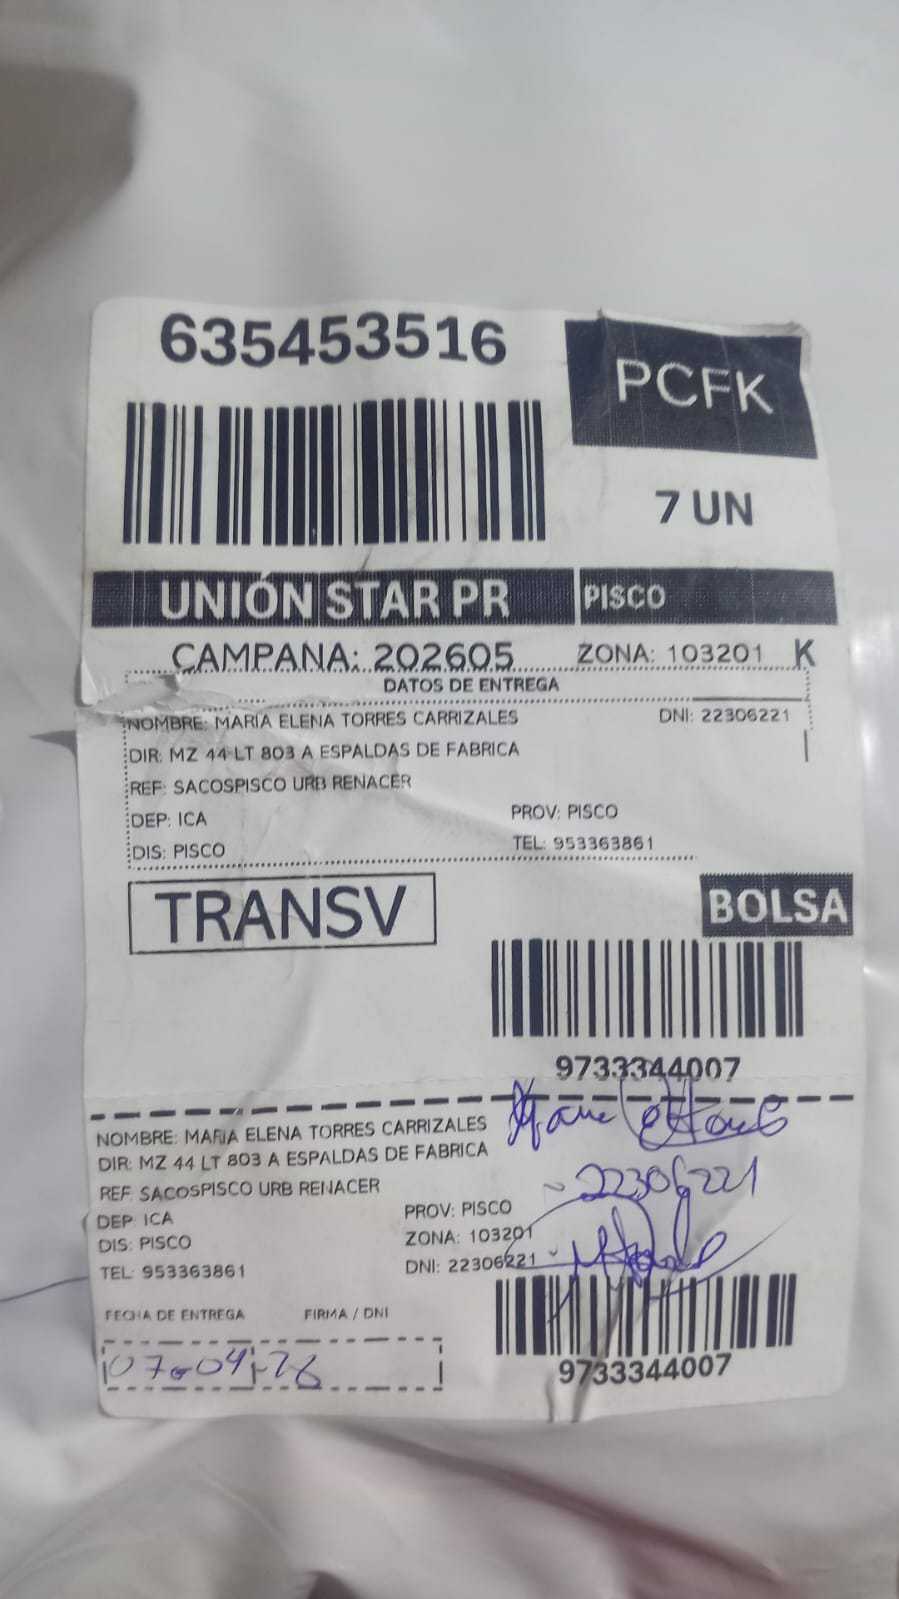 635453516
PCFK
7 UN
UNIÓN STAR PR PISCO
CAMPANA: 202605 ZONA: 103201 K
DATOS DE ENTREGA
NOMBRE: MARIA ELENA TORRES CARRIZALES DNI: 22306221
DIR: MZ 44 LT 803 A ESPALDAS DE FABRICA
REF: SACOSPISCO URB RENACER
DEP: ICA PROV: PISCO
DIS: PISCO TEL: 953363861
TRANSV BOLSA
9733344007
NOMBRE: MARIA ELENA TORRES CARRIZALES
DIR: MZ 44 LT 803 A ESPALDAS DE FABRICA
22306221
REF: SACOSPISCO URB RENACER
DEP: ICA PROV: PISCO
DIS: PISCO ZONA: 103201
TEL: 953363861 DNI: 22306221
FECHA DE ENTREGA FIRMA / DNI
07-04-26
9733344007